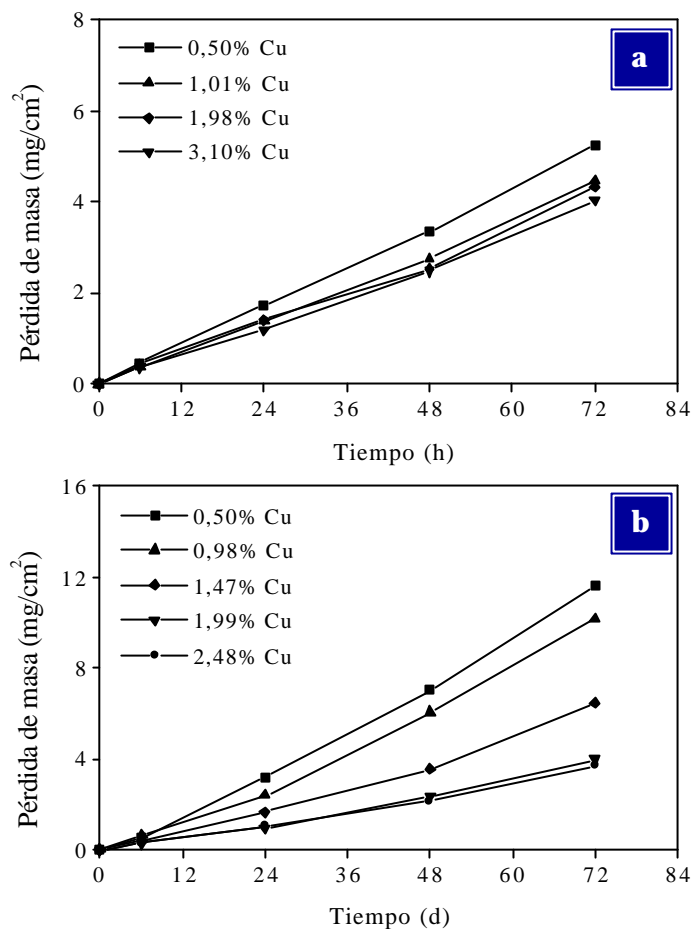 8
6
4
2
0
0,50% Cu
1,01% Cu
1,98% Cu
3,10% Cu
a
Pérdida de masa (mg/cm²)
0 12 24 36 48 60 72 84
Tiempo (h)
16
12
8
4
0
0,50% Cu
0,98% Cu
1,47% Cu
1,99% Cu
2,48% Cu
b
Pérdida de masa (mg/cm²)
0 12 24 36 48 60 72 84
Tiempo (d)